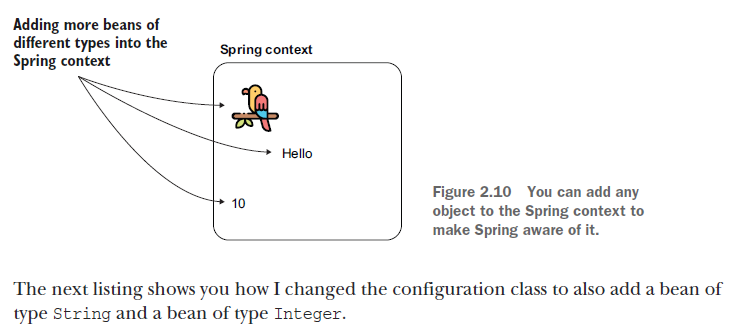 Adding more beans of
different types into the
Spring context
Spring context
Hello
10
Figure 2.10 You can add any
object to the Spring context to
make Spring aware of it.
The next listing shows you how I changed the configuration class to also add a bean of
type String and a bean of type Integer.